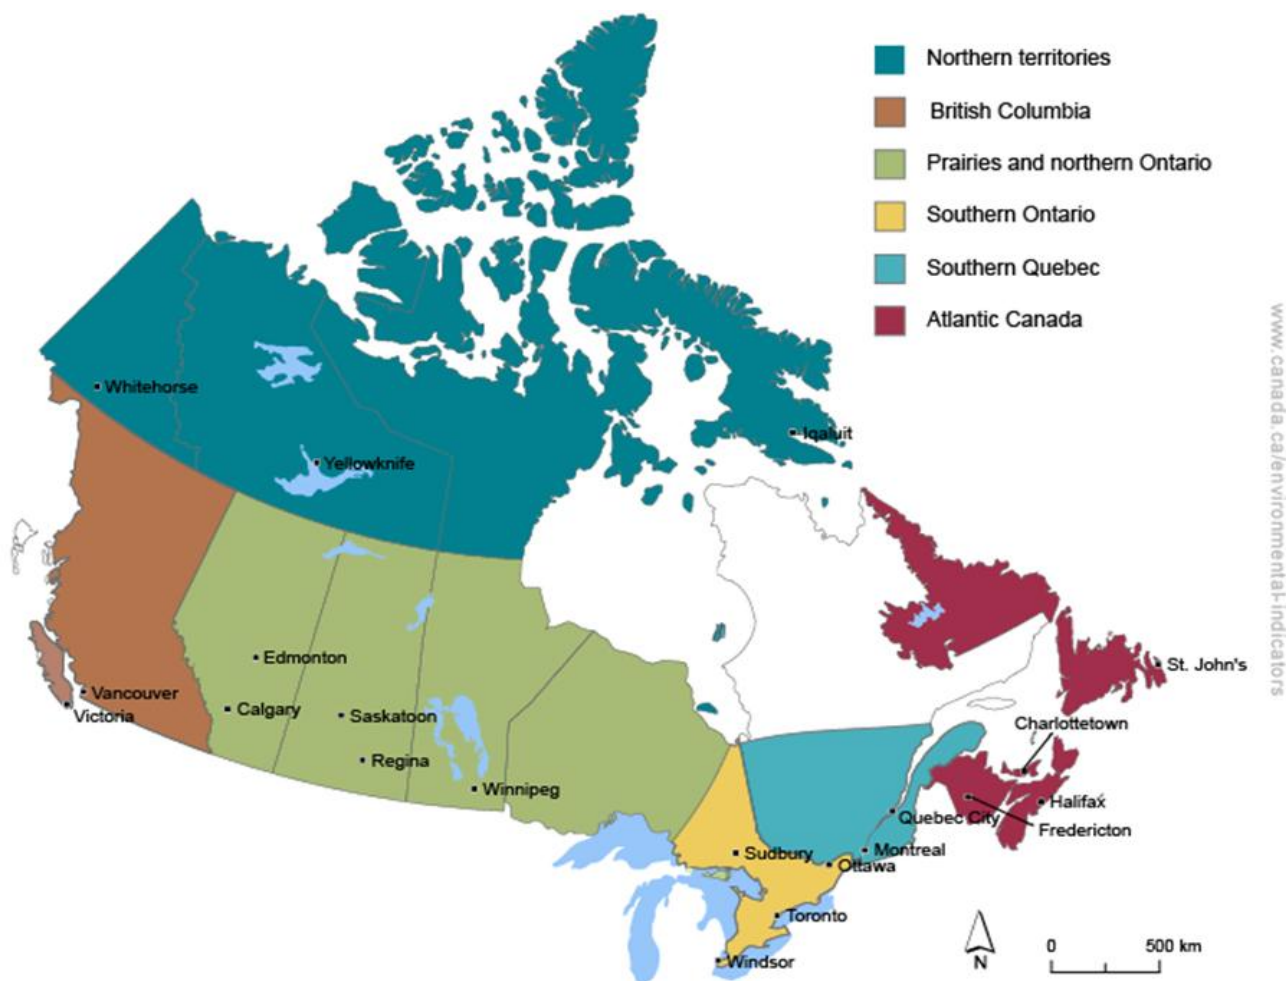 Northern territories
British Columbia
Prairies and northern Ontario
Southern Ontario
Southern Quebec
Atlantic Canada
www.canada.ca/environmental-indicators
Whitehorse
Iqaluit
Yellowknife
Edmonton
St. John's
Vancouver
Calgary
Saskatoon
Victoria
Charlottetown
Regina
Winnipeg
Halifax
Quebec City
Fredericton
Montreal
Sudbury
Ottawa
Toronto
0 500 km
N
Windsor